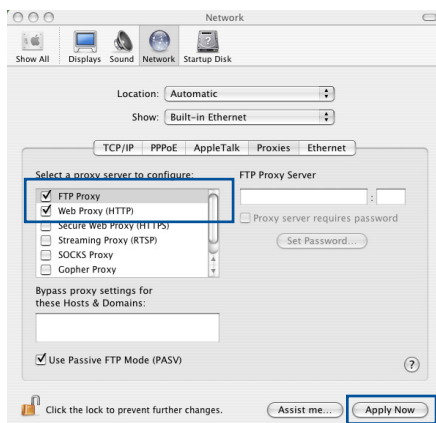 Network
Show All Displays Sound Network Startup Disk
Location: Automatic
Show: Built-in Ethernet
TCP/IP PPPoE AppleTalk Proxies Ethernet
Select a proxy server to configure: FTP Proxy Server
FTP Proxy :
Web Proxy (HTTP) Proxy server requires password
Secure Web Proxy (HTTPS)
Streaming Proxy (RTSP) Set Password...
SOCKS Proxy
Gopher Proxy
Bypass proxy settings for
these Hosts & Domains:
Use Passive FTP Mode (PASV) ?
Click the lock to prevent further changes. Assist me... Apply Now